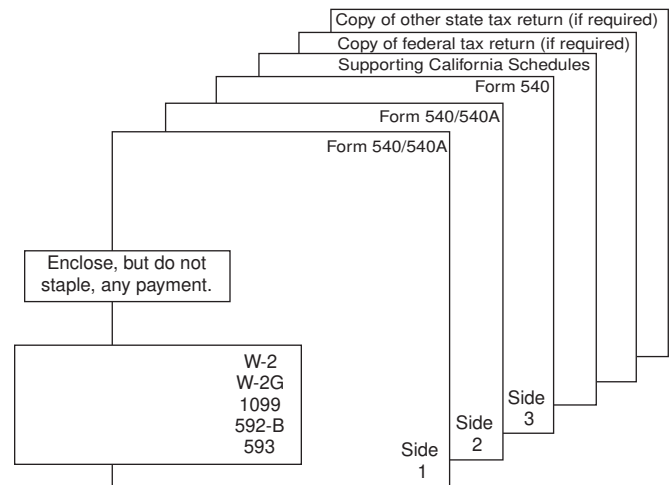 Copy of other state tax return (if required)
Copy of federal tax return (if required)
Supporting California Schedules
Form 540
Form 540/540A
Form 540/540A
Enclose, but do not
staple, any payment.
W-2
W-2G
1099
592-B
593
Side
1
Side
2
Side
3